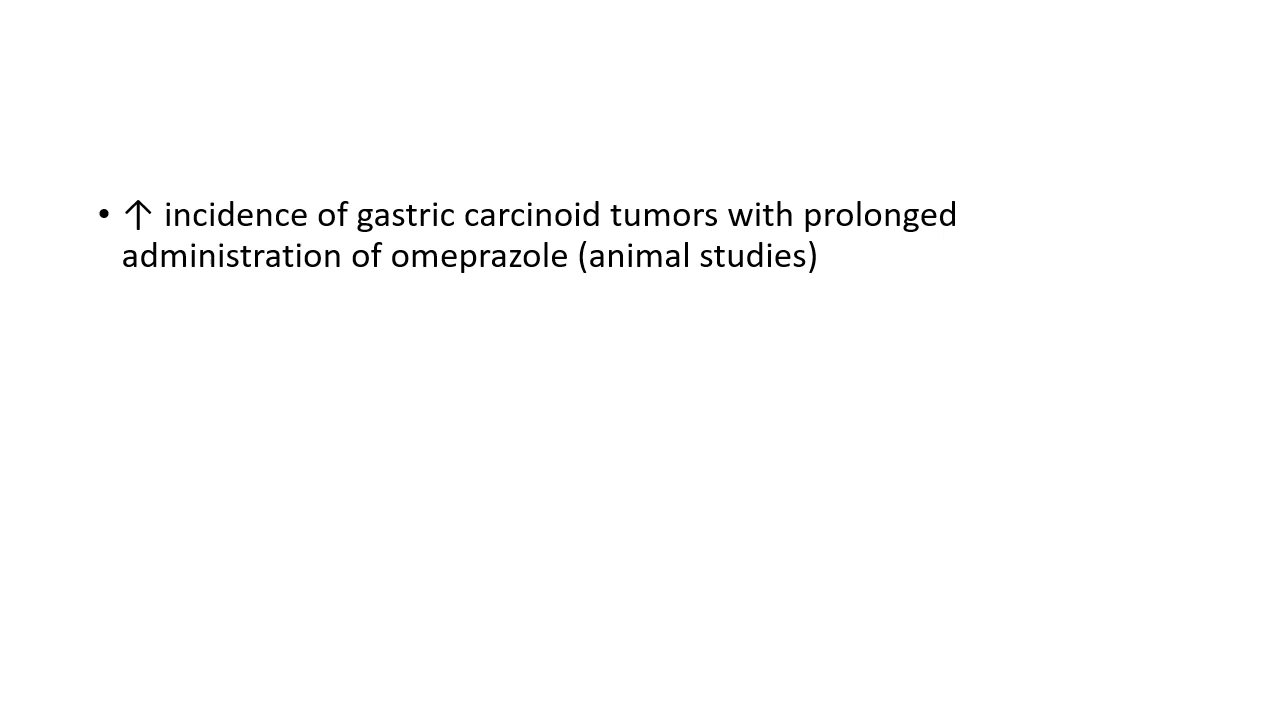 • ↑ incidence of gastric carcinoid tumors with prolonged
administration of omeprazole (animal studies)